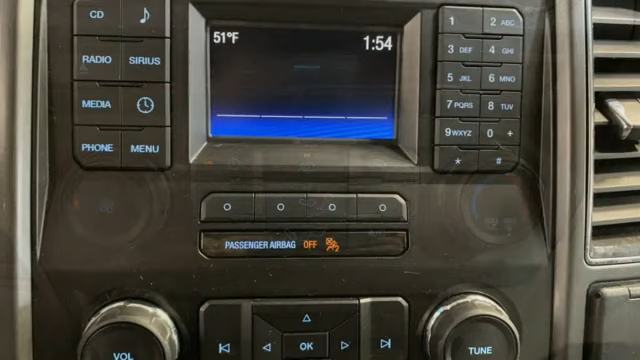 CD
RADIO SIRIUS
MEDIA
PHONE MENU
51°F
1:54
1 2 ABC
3 DEF 4 GHI
5 JKL 6 MNO
7 PQRS 8 TUV
9 WXYZ 0 +
* #
PASSENGER AIRBAG OFF
VOL
OK
TUNE